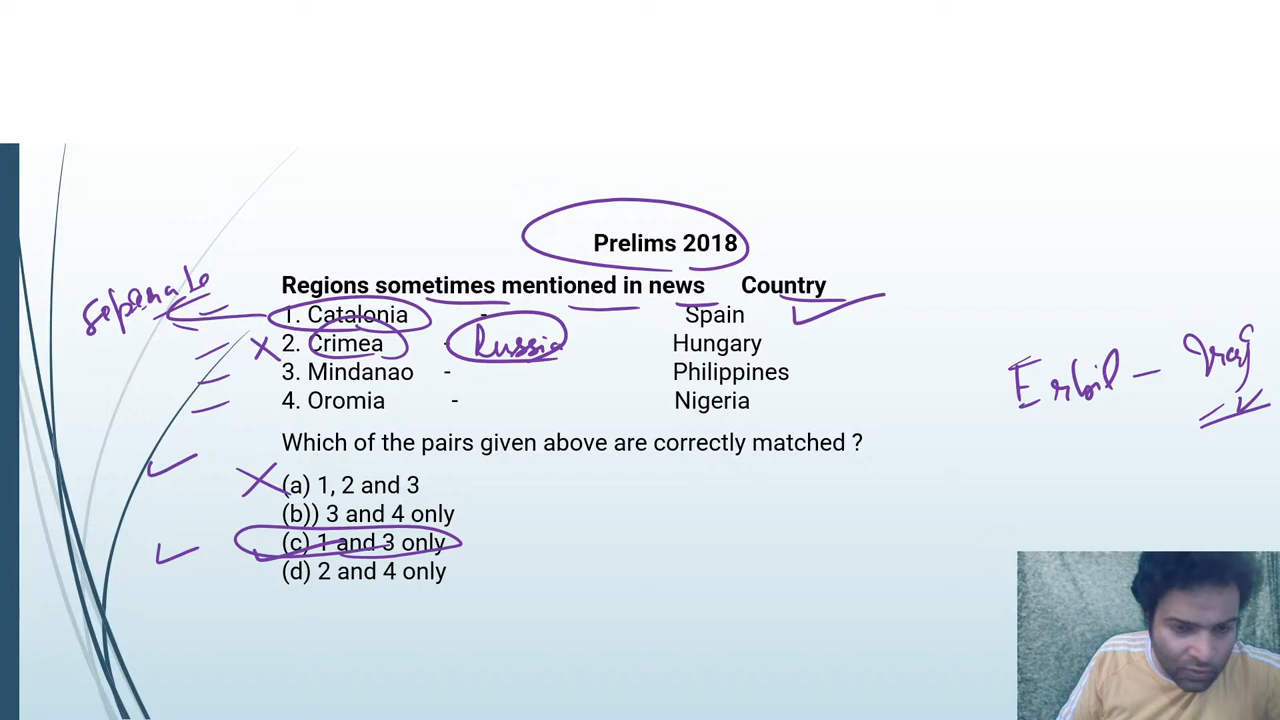 Prelims 2018
Regions sometimes mentioned in news Country
separate
1. Catalonia - Spain
2. Crimea - Russia Hungary
3. Mindanao - Philippines
4. Oromia - Nigeria
Erbil - Iraq
Which of the pairs given above are correctly matched ?
(a) 1, 2 and 3
(b)) 3 and 4 only
(c) 1 and 3 only
(d) 2 and 4 only